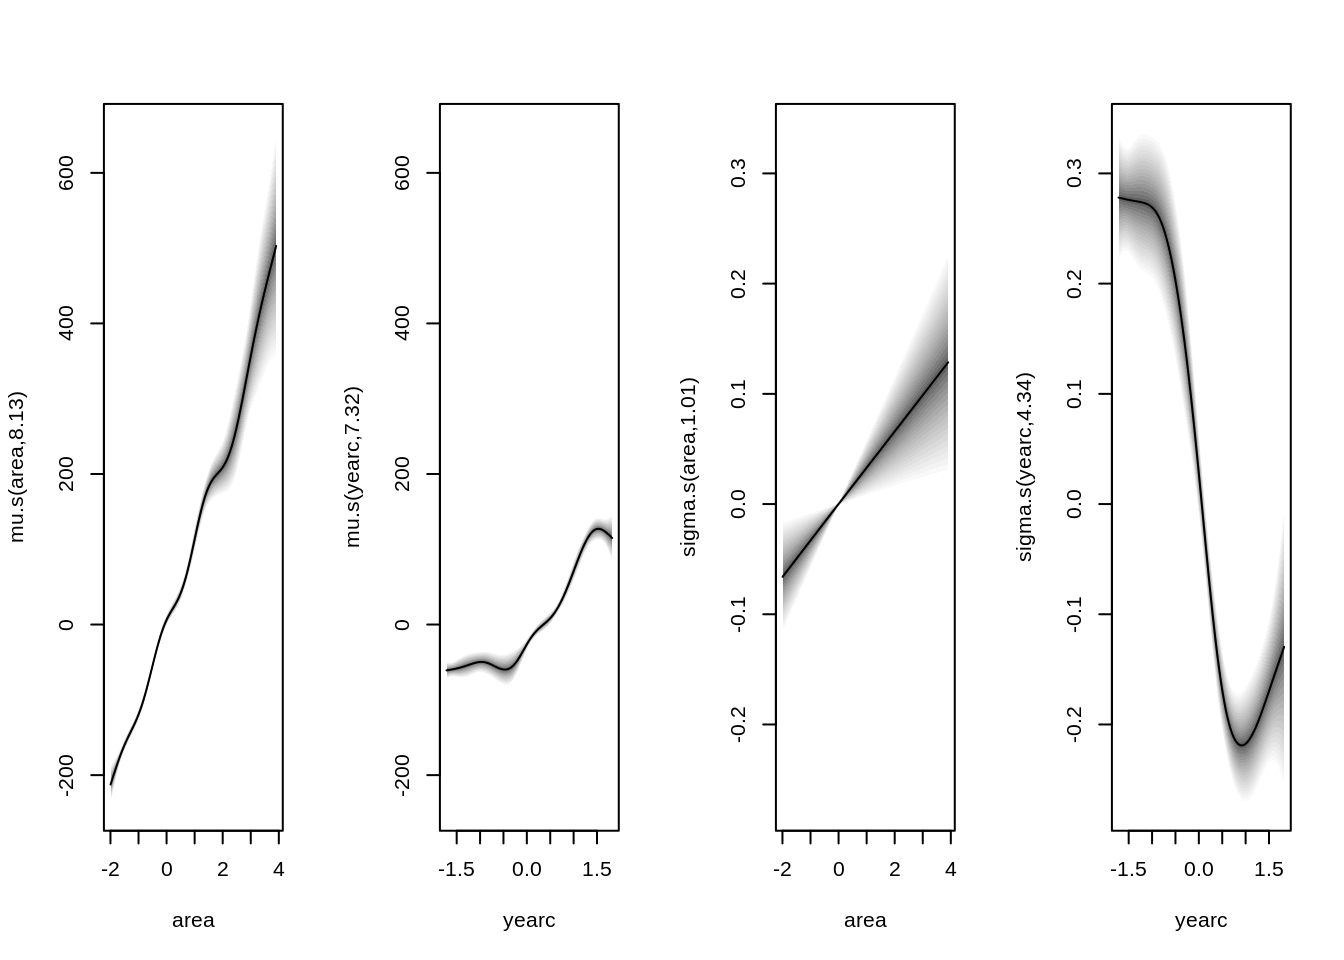 mu.s(area,8.13)
600
400
200
0
-200
-2 0 2 4
area
mu.s(yearc,7.32)
600
400
200
0
-200
-1.5 0.0 1.5
yearc
sigma.s(area,1.01)
0.3
0.2
0.1
0.0
-0.1
-0.2
-2 0 2 4
area
sigma.s(yearc,4.34)
0.3
0.2
0.1
0.0
-0.1
-0.2
-1.5 0.0 1.5
yearc